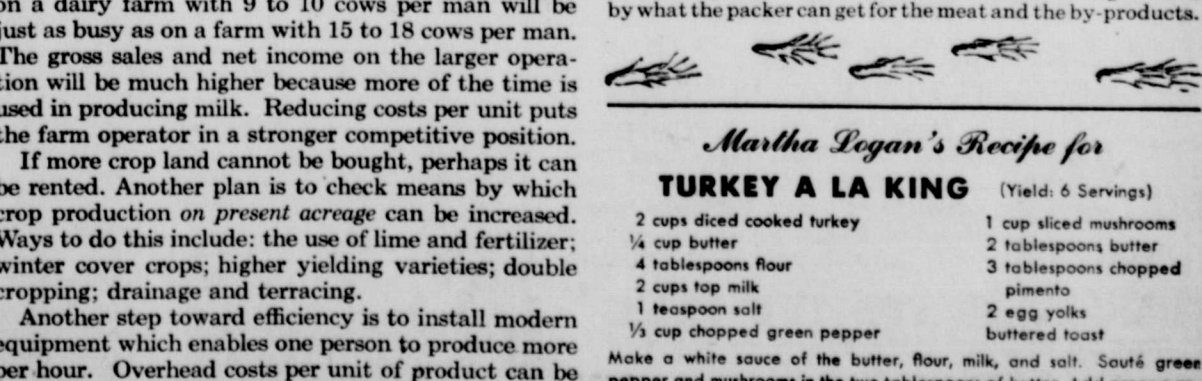 on a dairy farm with 9 to 10 cows per man will be
just as busy as on a farm with 15 to 18 cows per man.
The gross sales and net income on the larger opera-
tion will be much higher because more of the time is
used in producing milk. Reducing costs per unit puts
the farm operator in a stronger competitive position.
If more crop land cannot be bought, perhaps it can
be rented. Another plan is to check means by which
crop production on present acreage can be increased.
Ways to do this include: the use of lime and fertilizer;
winter cover crops; higher yielding varieties; double
cropping; drainage and terracing.
Another step toward efficiency is to install modern
equipment which enables one person to produce more
per hour. Overhead costs per unit of product can be
by what the packer can get for the meat and the by-products.
Martha Logan's Recipe for
TURKEY A LA KING (Yield: 6 Servings)
2 cups diced cooked turkey
¼ cup butter
4 tablespoons flour
2 cups top milk
1 teaspoon salt
⅓ cup chopped green pepper
1 cup sliced mushrooms
2 tablespoons butter
3 tablespoons chopped
pimento
2 egg yolks
buttered toast
Make a white sauce of the butter, flour, milk, and salt. Sauté green
pepper and mushrooms in the two tablespoons of butter. Add